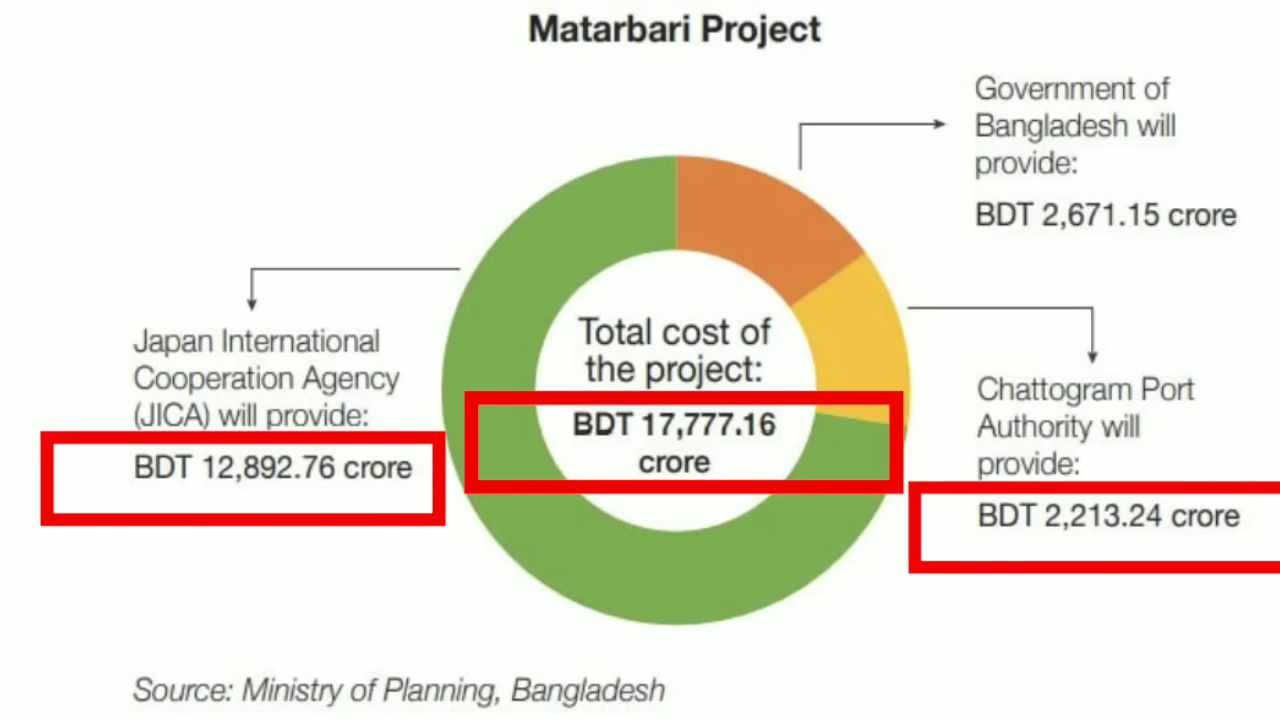 Matarbari Project
Government of
Bangladesh will
provide:
BDT 2,671.15 crore
Japan International
Cooperation Agency
(JICA) will provide:
BDT 12,892.76 crore
Total cost of
the project:
BDT 17,777.16
crore
Chattogram Port
Authority will
provide:
BDT 2,213.24 crore
Source: Ministry of Planning, Bangladesh